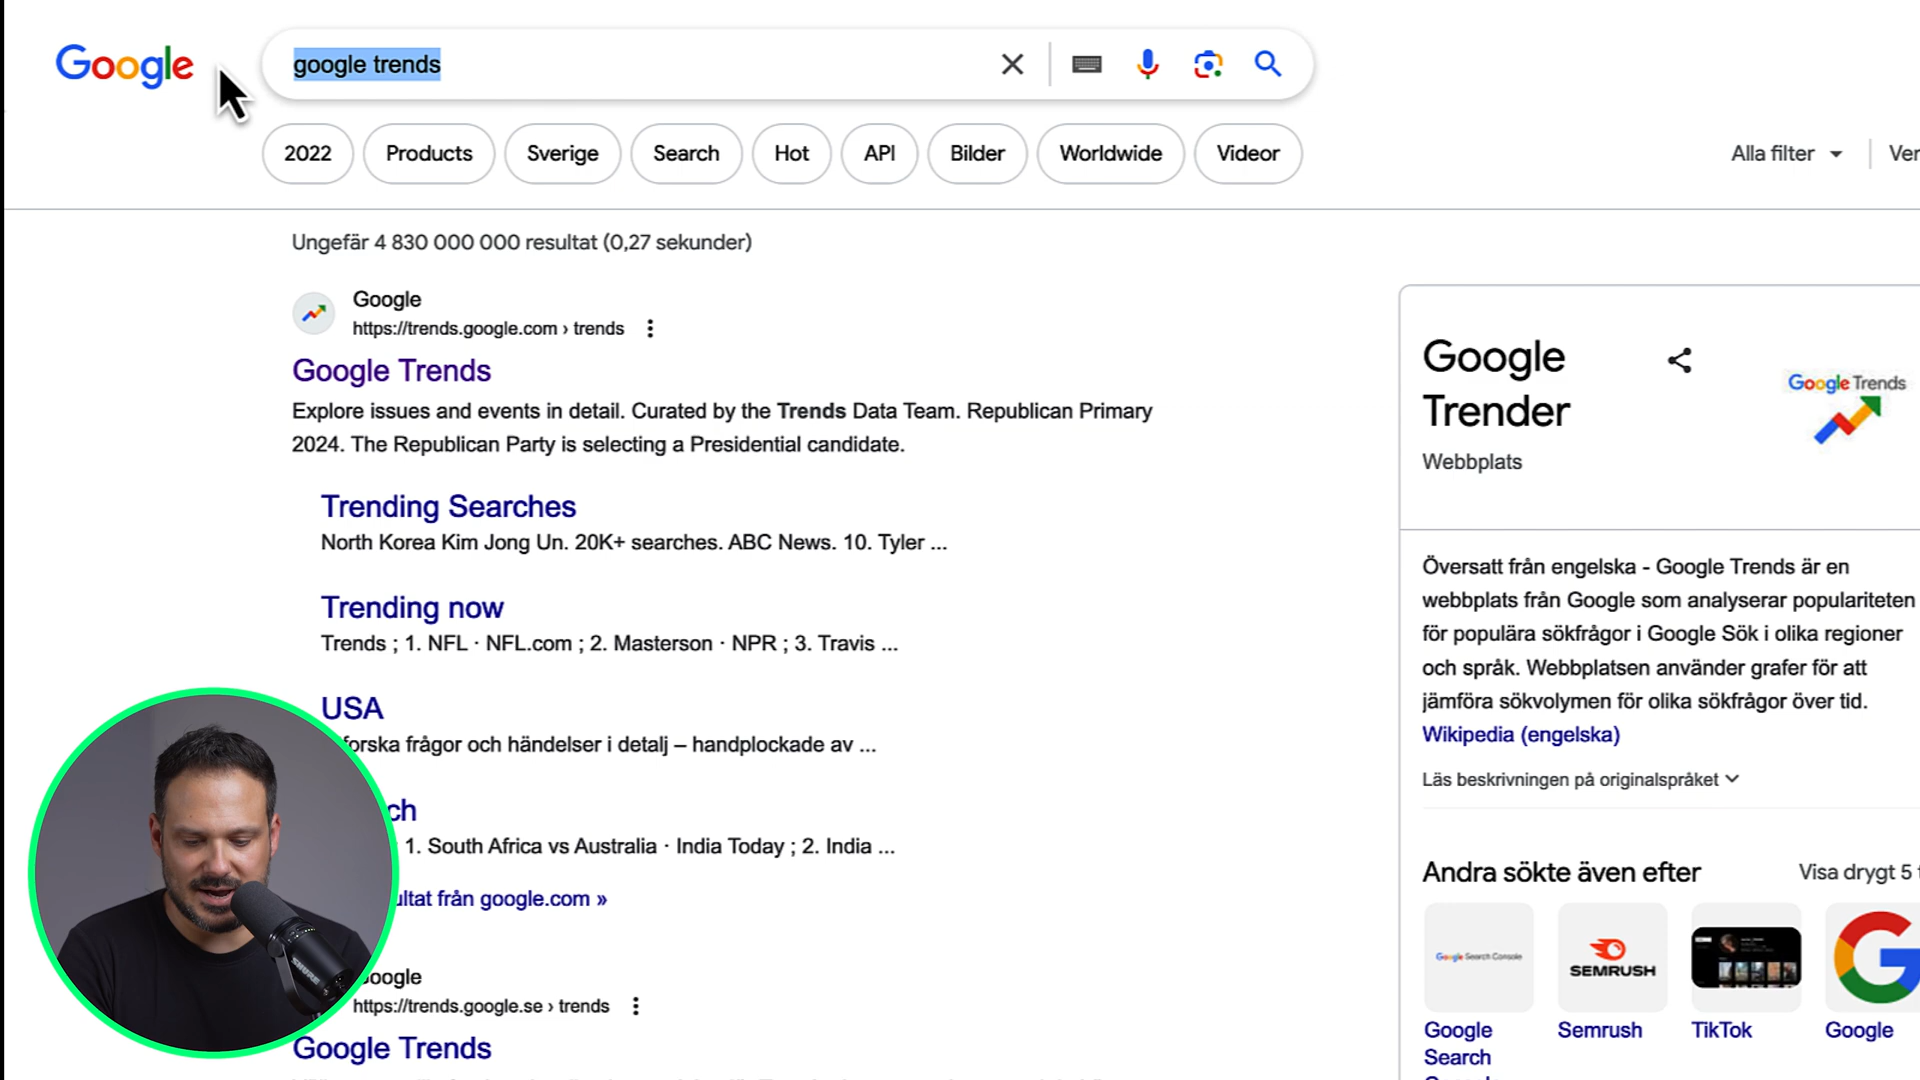 Google
google trends
2022
Products
Sverige
Search
Hot
API
Bilder
Worldwide
Videor
Alla filter
Ungefär 4 830 000 000 resultat (0,27 sekunder)
Google
https://trends.google.com › trends
Google Trends
Explore issues and events in detail. Curated by the Trends Data Team. Republican Primary
2024. The Republican Party is selecting a Presidential candidate.
Trending Searches
North Korea Kim Jong Un. 20K+ searches. ABC News. 10. Tyler ...
Trending now
Trends ; 1. NFL · NFL.com ; 2. Masterson · NPR ; 3. Travis ...
USA
frågor och händelser i detalj – handplockade av ...
1. South Africa vs Australia · India Today ; 2. India ...
från google.com »
https://trends.google.se › trends
Google Trends
Google
Trender
Google Trends
Webbplats
Översatt från engelska - Google Trends är en
webbplats från Google som analyserar populariteten
för populära sökfrågor i Google Sök i olika regioner
och språk. Webbplatsen använder grafer för att
jämföra sökvolymen för olika sökfrågor över tid.
Wikipedia (engelska)
Läs beskrivningen på originalspråket
Andra sökte även efter
Visa drygt 5
Google Search Console
SEMRUSH
Google
Search
Semrush
TikTok
Google
SHURE